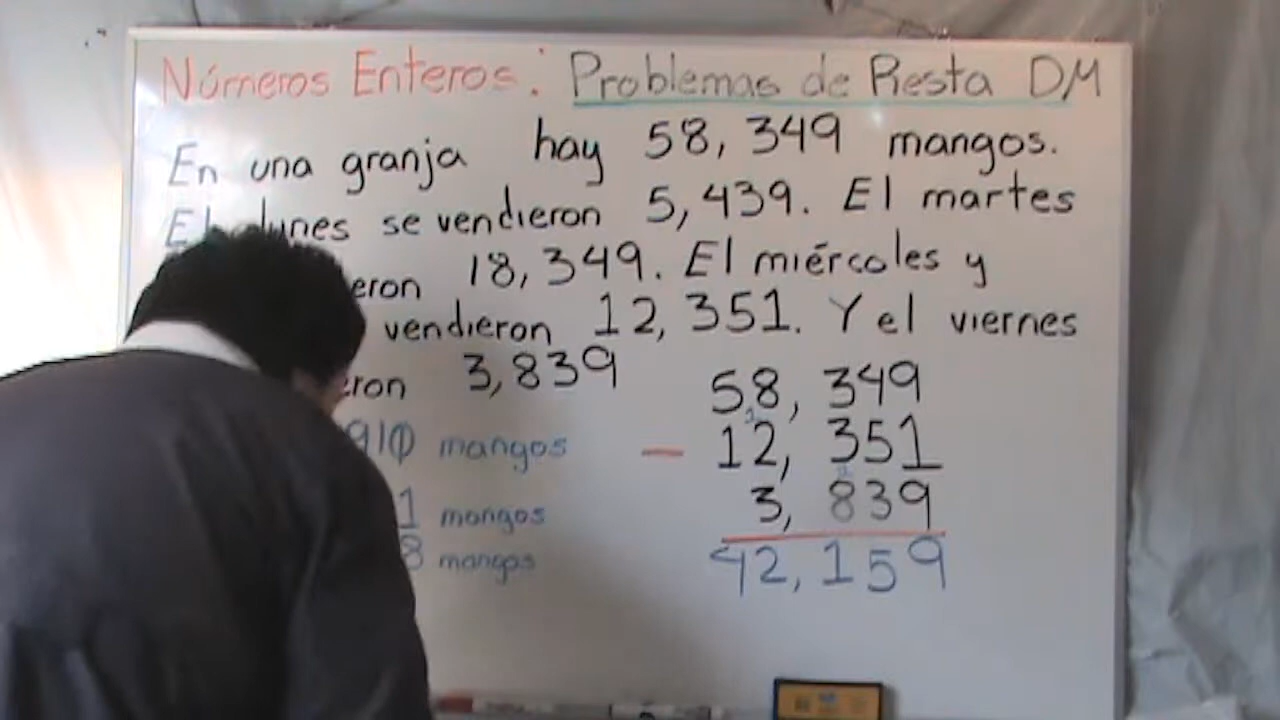 Números Enteros: Problemas de Resta DM
En una granja hay 58,349 mangos.
El lunes se vendieron 5,439. El martes
eron 18,349. El miércoles y
vendieron 12,351. Y el viernes
eron 3,839
910 mangos
1 mangos
8 mangos
58,349
- 12,351
3,839
42,159